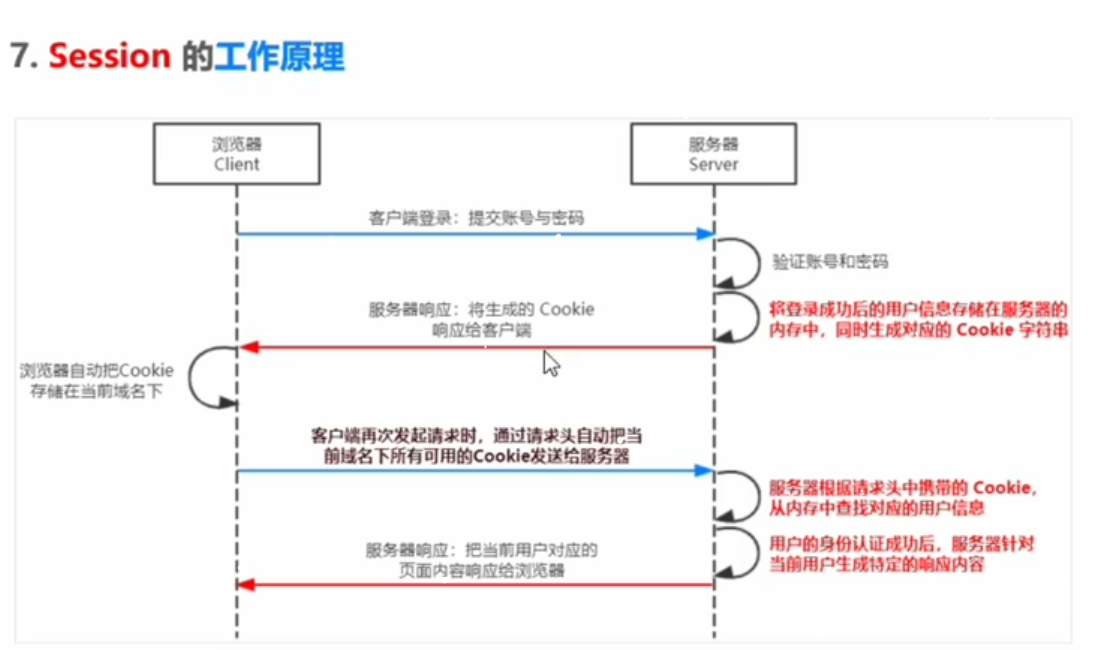 7. Session 的工作原理
浏览器
Client
服务器
Server
客户端登录：提交账号与密码
验证账号和密码
服务器响应：将生成的 Cookie
响应给客户端
将登录成功后的用户信息存储在服务器的
内存中，同时生成对应的 Cookie 字符串
浏览器自动把Cookie
存储在当前域名下
客户端再次发起请求时，通过请求头自动把当
前域名下所有可用的Cookie发送给服务器
服务器根据请求头中携带的 Cookie，
从内存中查找对应的用户信息
用户的身份认证成功后，服务器针对
当前用户生成特定的响应内容
服务器响应：把当前用户对应的
页面内容响应给浏览器